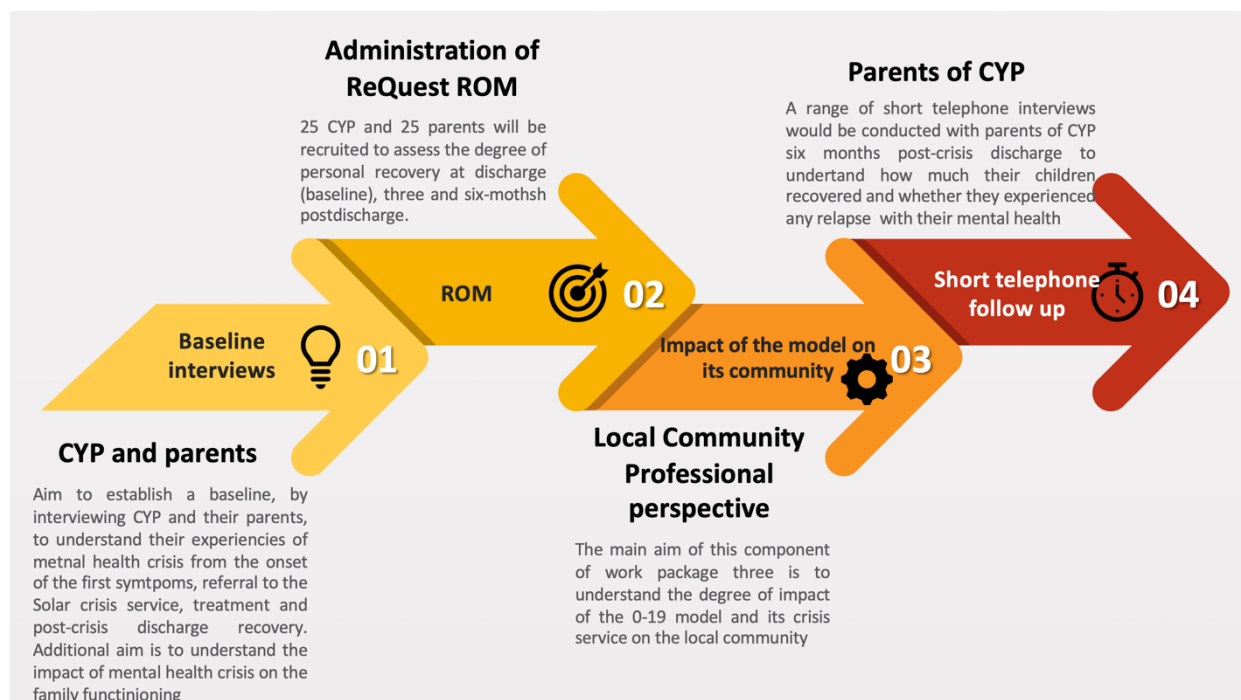 Administration of
ReQuest ROM
25 CYP and 25 parents will be
recruited to assess the degree of
personal recovery at discharge
(baseline), three and six-mothsh
postdischarge.
Parents of CYP
A range of short telephone interviews
would be conducted with parents of CYP
six months post-crisis discharge to
undertand how much their children
recovered and whether they experienced
any relapse with their mental health
Baseline
interviews
01
ROM
02
Impact of the model on
its community
03
Short telephone
follow up
04
CYP and parents
Aim to establish a baseline, by
interviewing CYP and their parents,
to understand their experiencies of
metnal health crisis from the onset
of the first symtpoms, referral to the
Solar crisis service, treatment and
post-crisis discharge recovery.
Additional aim is to understand the
impact of mental health crisis on the
family functinioning
Local Community
Professional
perspective
The main aim of this component
of work package three is to
understand the degree of impact
of the 0-19 model and its crisis
service on the local community